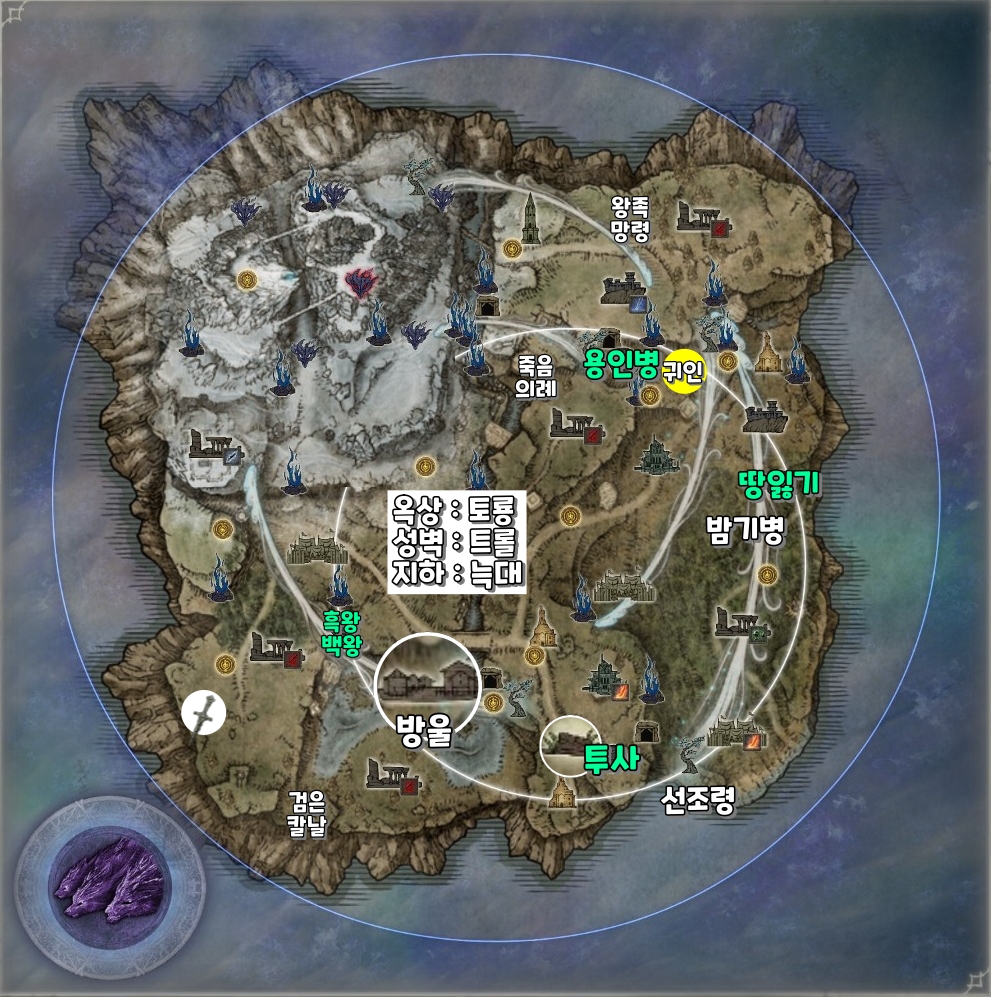 왕족
망령
죽음
의례
용인병
귀인
땅잃기
밤기병
옥상 : 토룡
성벽 : 트롤
지하 : 늑대
흑왕
백왕
방울
투사
선조령
검은
칼날